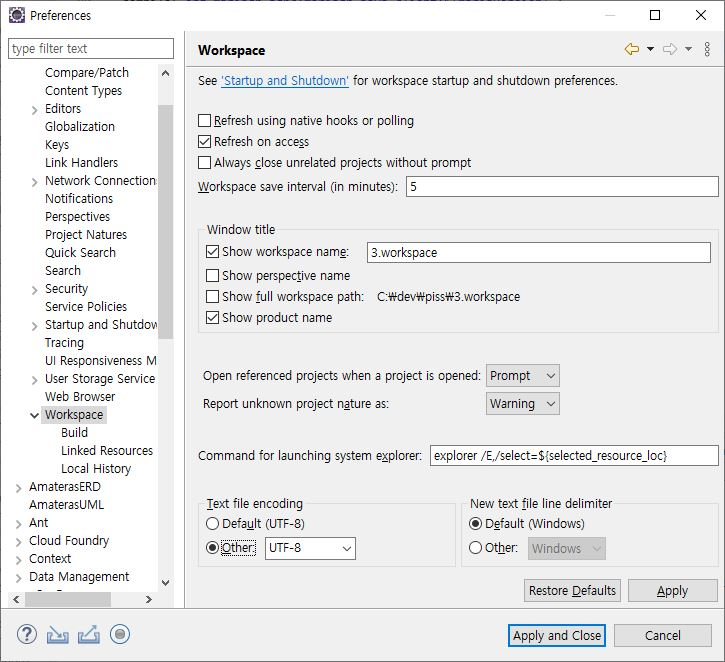 Preferences
type filter text
Compare/Patch
Content Types
Editors
Globalization
Keys
Link Handlers
Network Connection
Notifications
Perspectives
Project Natures
Quick Search
Search
Security
Service Policies
Startup and Shutdow
Tracing
UI Responsiveness M
User Storage Service
Web Browser
Workspace
Build
Linked Resources
Local History
AmaterasERD
AmaterasUML
Ant
Cloud Foundry
Context
Data Management
Workspace
See 'Startup and Shutdown' for workspace startup and shutdown preferences.
Refresh using native hooks or polling
Refresh on access
Always close unrelated projects without prompt
Workspace save interval (in minutes): 5
Window title
Show workspace name: 3.workspace
Show perspective name
Show full workspace path: C:₩dev₩piss₩3.workspace
Show product name
Open referenced projects when a project is opened: Prompt
Report unknown project nature as: Warning
Command for launching system explorer: explorer /E,/select=${selected_resource_loc}
Text file encoding
Default (UTF-8)
Other: UTF-8
New text file line delimiter
Default (Windows)
Other: Windows
Restore Defaults Apply
? Apply and Close Cancel